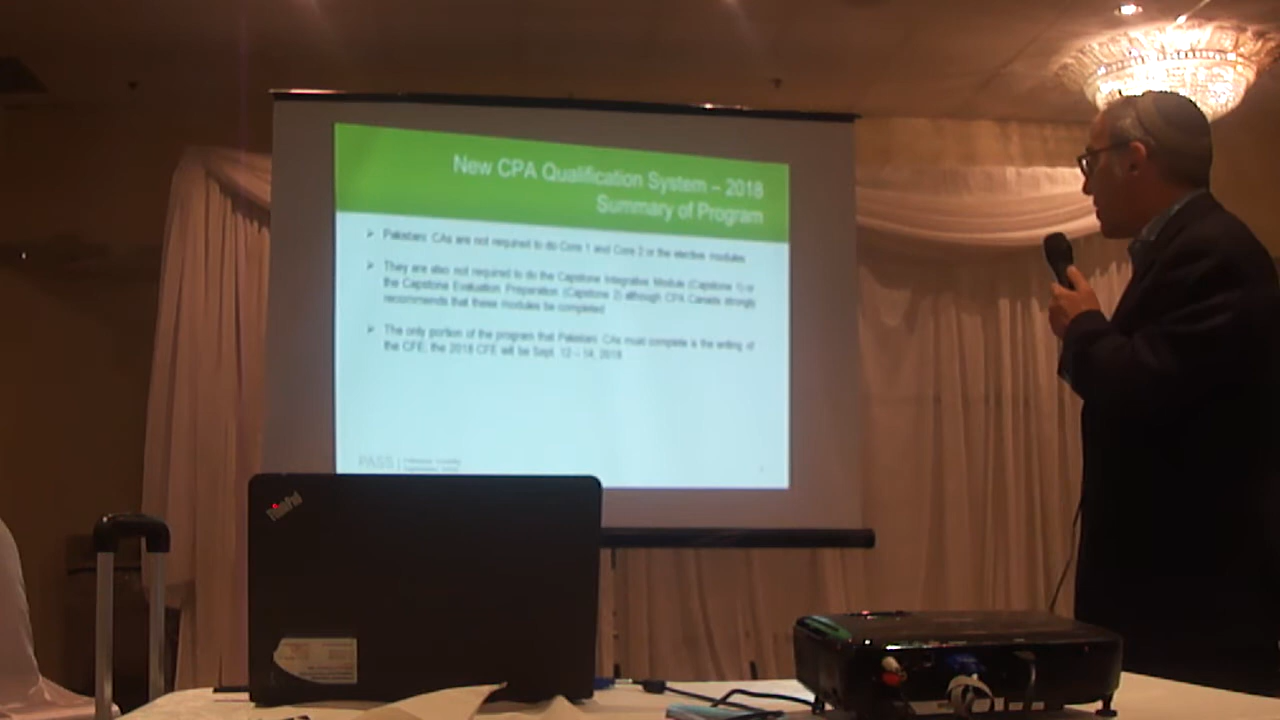 New CPA Qualification System – 2018
Summary of Program
➢ Pakistani CAs are not required to do Core 1 and Core 2 or the elective modules
➢ They are also not required to do the Capstone Integrative Module (Capstone 1) or
the Capstone Evaluation Preparation (Capstone 2) although CPA Canada strongly
recommends that these modules be completed
➢ The only portion of the program that Pakistani CAs must complete is the writing of
the CFE; the 2018 CFE will be Sept. 12 – 14, 2018
PASS
ThinkPad